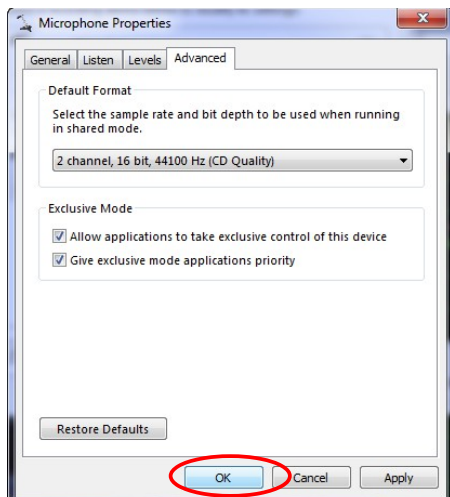 Microphone Properties
General Listen Levels Advanced
Default Format
Select the sample rate and bit depth to be used when running
in shared mode.
2 channel, 16 bit, 44100 Hz (CD Quality)
Exclusive Mode
Allow applications to take exclusive control of this device
Give exclusive mode applications priority
Restore Defaults
OK Cancel Apply